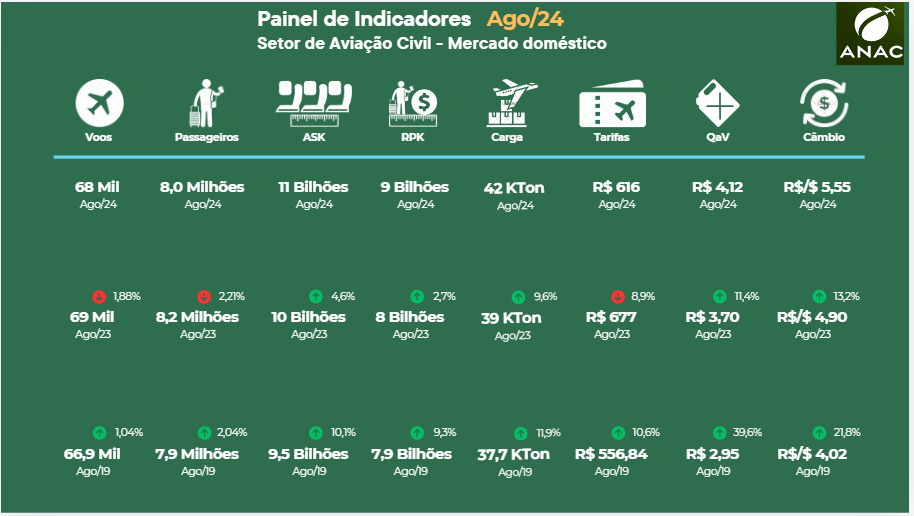 Painel de Indicadores Ago/24
Setor de Aviação Civil - Mercado doméstico
ANAC
Voos Passageiros ASK RPK Carga Tarifas QaV Câmbio
68 Mil 8,0 Milhões 11 Bilhões 9 Bilhões 42 KTon R$ 616 R$ 4,12 R$/$ 5,55
Ago/24 Ago/24 Ago/24 Ago/24 Ago/24 Ago/24 Ago/24 Ago/24
1,88% 2,21% 4,6% 2,7% 9,6% 8,9% 11,4% 13,2%
69 Mil 8,2 Milhões 10 Bilhões 8 Bilhões 39 KTon R$ 677 R$ 3,70 R$/$ 4,90
Ago/23 Ago/23 Ago/23 Ago/23 Ago/23 Ago/23 Ago/23 Ago/23
1,04% 2,04% 10,1% 9,3% 11,9% 10,6% 39,6% 21,8%
66,9 Mil 7,9 Milhões 9,5 Bilhões 7,9 Bilhões 37,7 KTon R$ 556,84 R$ 2,95 R$/$ 4,02
Ago/19 Ago/19 Ago/19 Ago/19 Ago/19 Ago/19 Ago/19 Ago/19